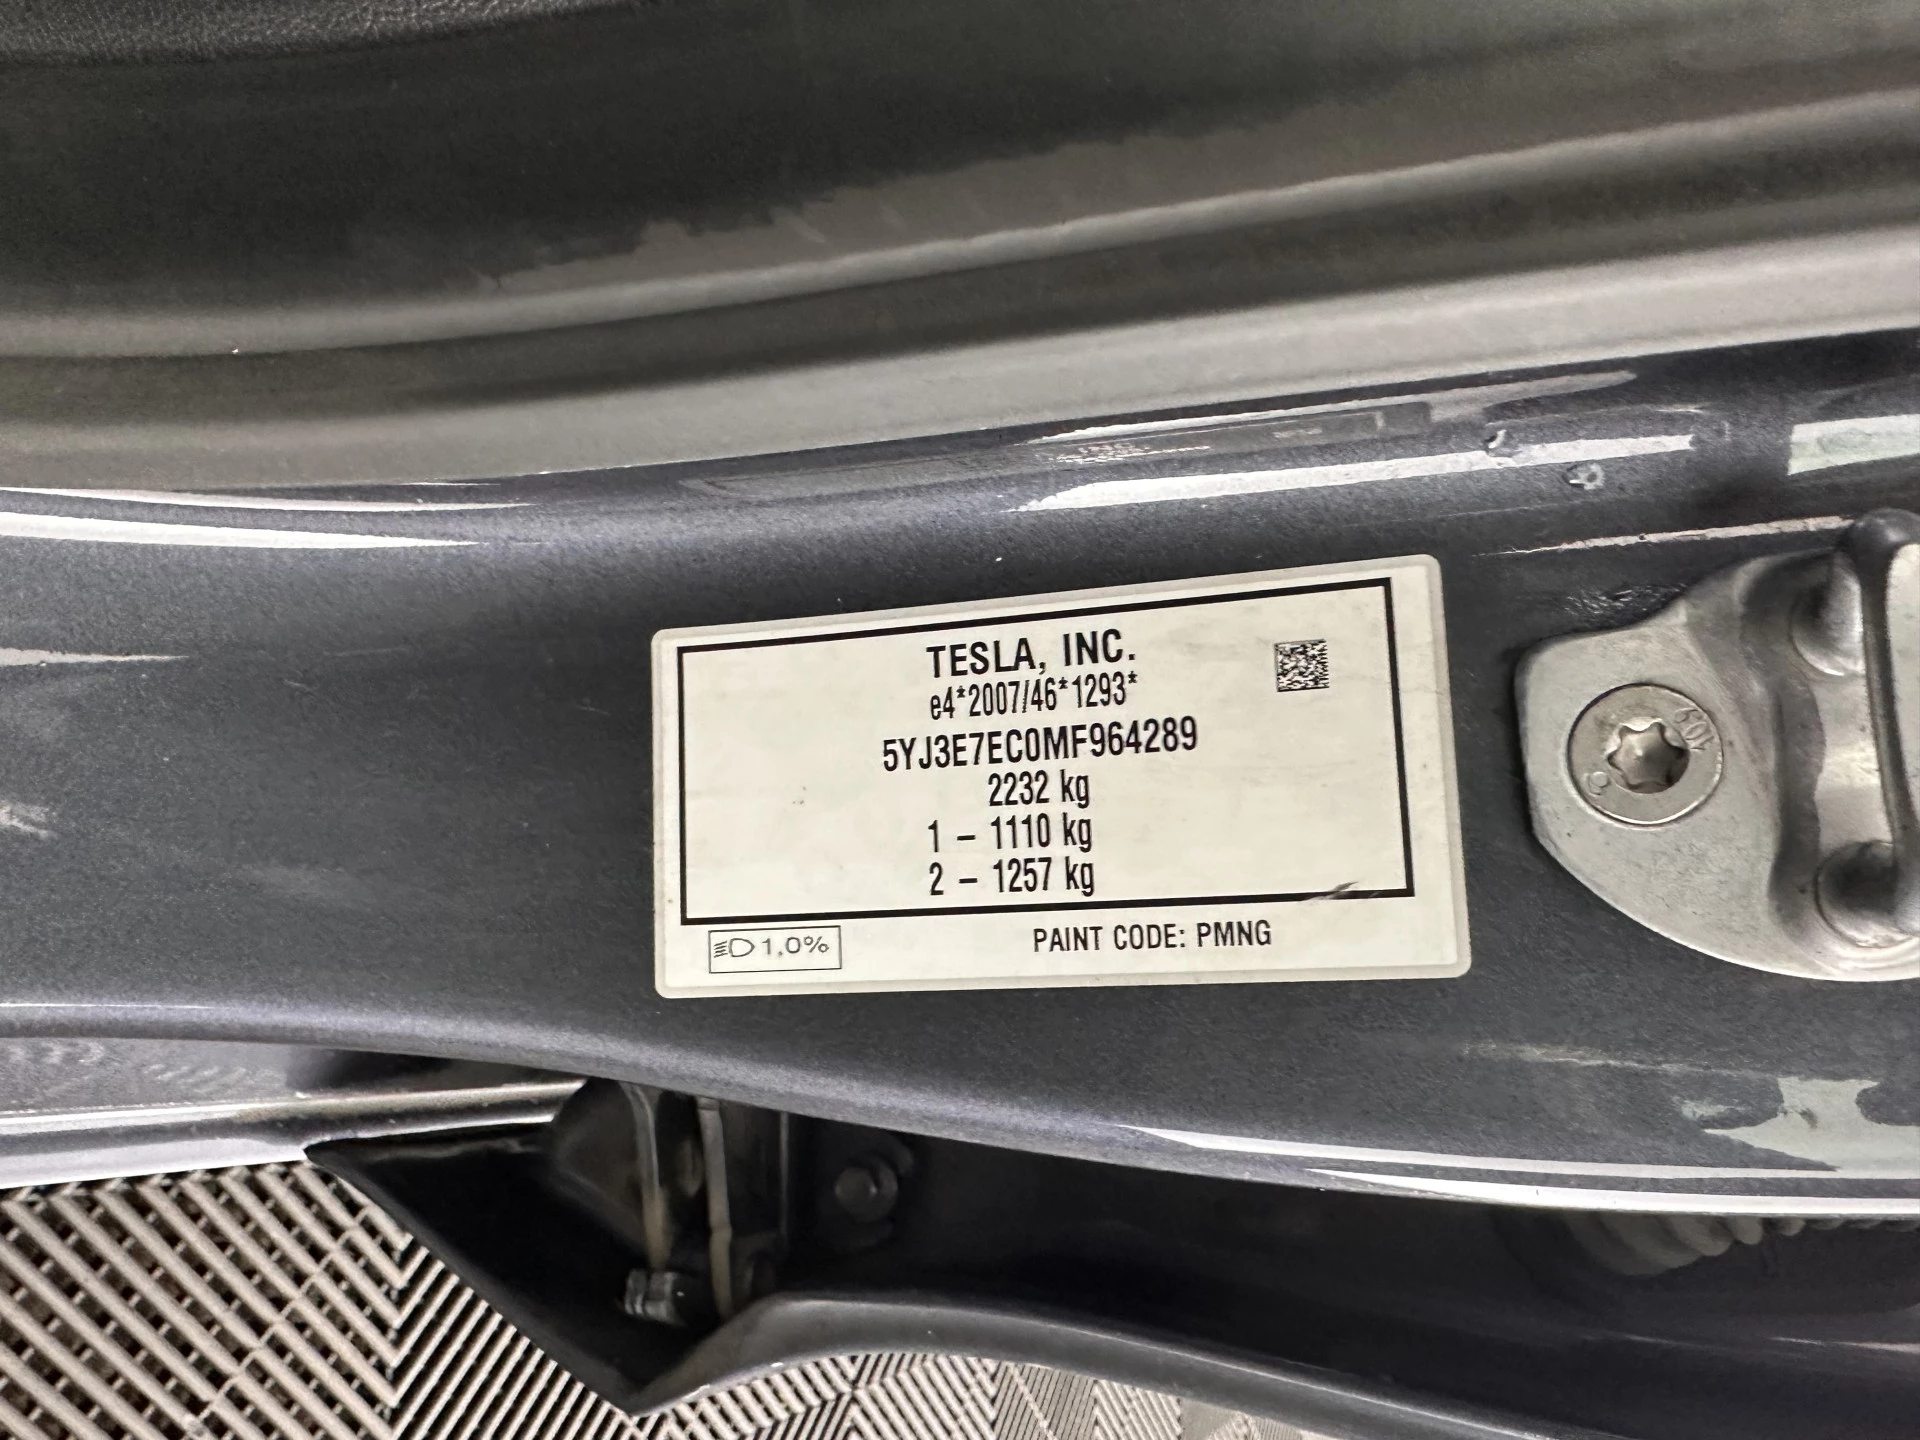 TESLA, INC.
e4*2007/46*1293*
5YJ3E7EC0MF964289
2232 kg
1 – 1110 kg
2 – 1257 kg
1,0%
PAINT CODE: PMNG